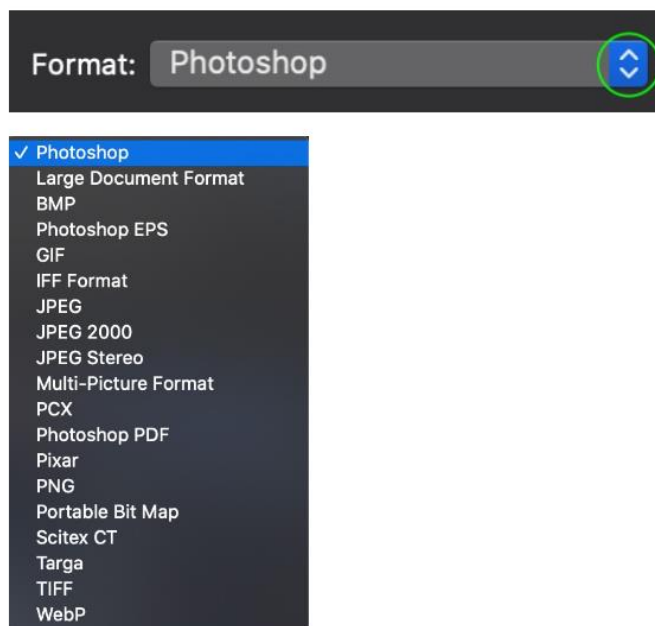 Format: Photoshop
✓ Photoshop
Large Document Format
BMP
Photoshop EPS
GIF
IFF Format
JPEG
JPEG 2000
JPEG Stereo
Multi-Picture Format
PCX
Photoshop PDF
Pixar
PNG
Portable Bit Map
Scitex CT
Targa
TIFF
WebP